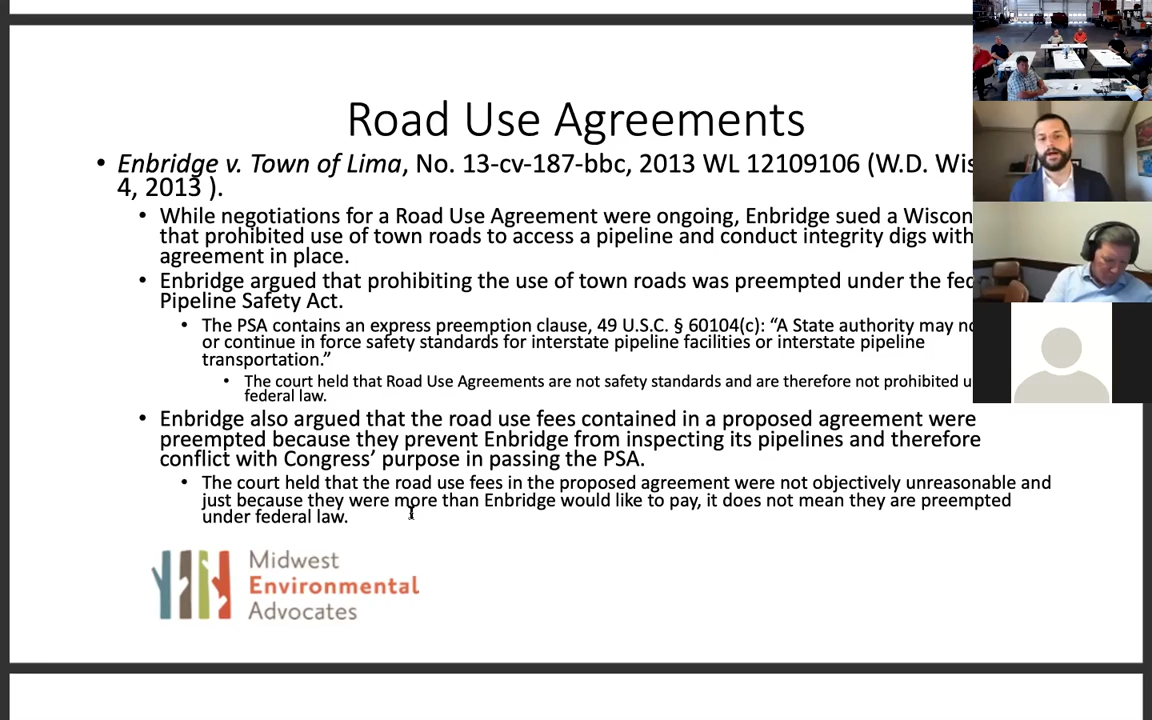 Road Use Agreements
• Enbridge v. Town of Lima, No. 13-cv-187-bbc, 2013 WL 12109106 (W.D.
4, 2013 ).
• While negotiations for a Road Use Agreement were ongoing, Enbridge sued a
that prohibited use of town roads to access a pipeline and conduct integrity digs
agreement in place.
• Enbridge argued that prohibiting the use of town roads was preempted under the
Pipeline Safety Act.
• The PSA contains an express preemption clause, 49 U.S.C. § 60104(c): “A State authority may
or continue in force safety standards for interstate pipeline facilities or interstate pipeline
transportation.”
• The court held that Road Use Agreements are not safety standards and are therefore not prohibited
federal law.
• Enbridge also argued that the road use fees contained in a proposed agreement were
preempted because they prevent Enbridge from inspecting its pipelines and therefore
conflict with Congress’ purpose in passing the PSA.
• The court held that the road use fees in the proposed agreement were not objectively unreasonable and
just because they were more than Enbridge would like to pay, it does not mean they are preempted
under federal law.
Midwest
Environmental
Advocates